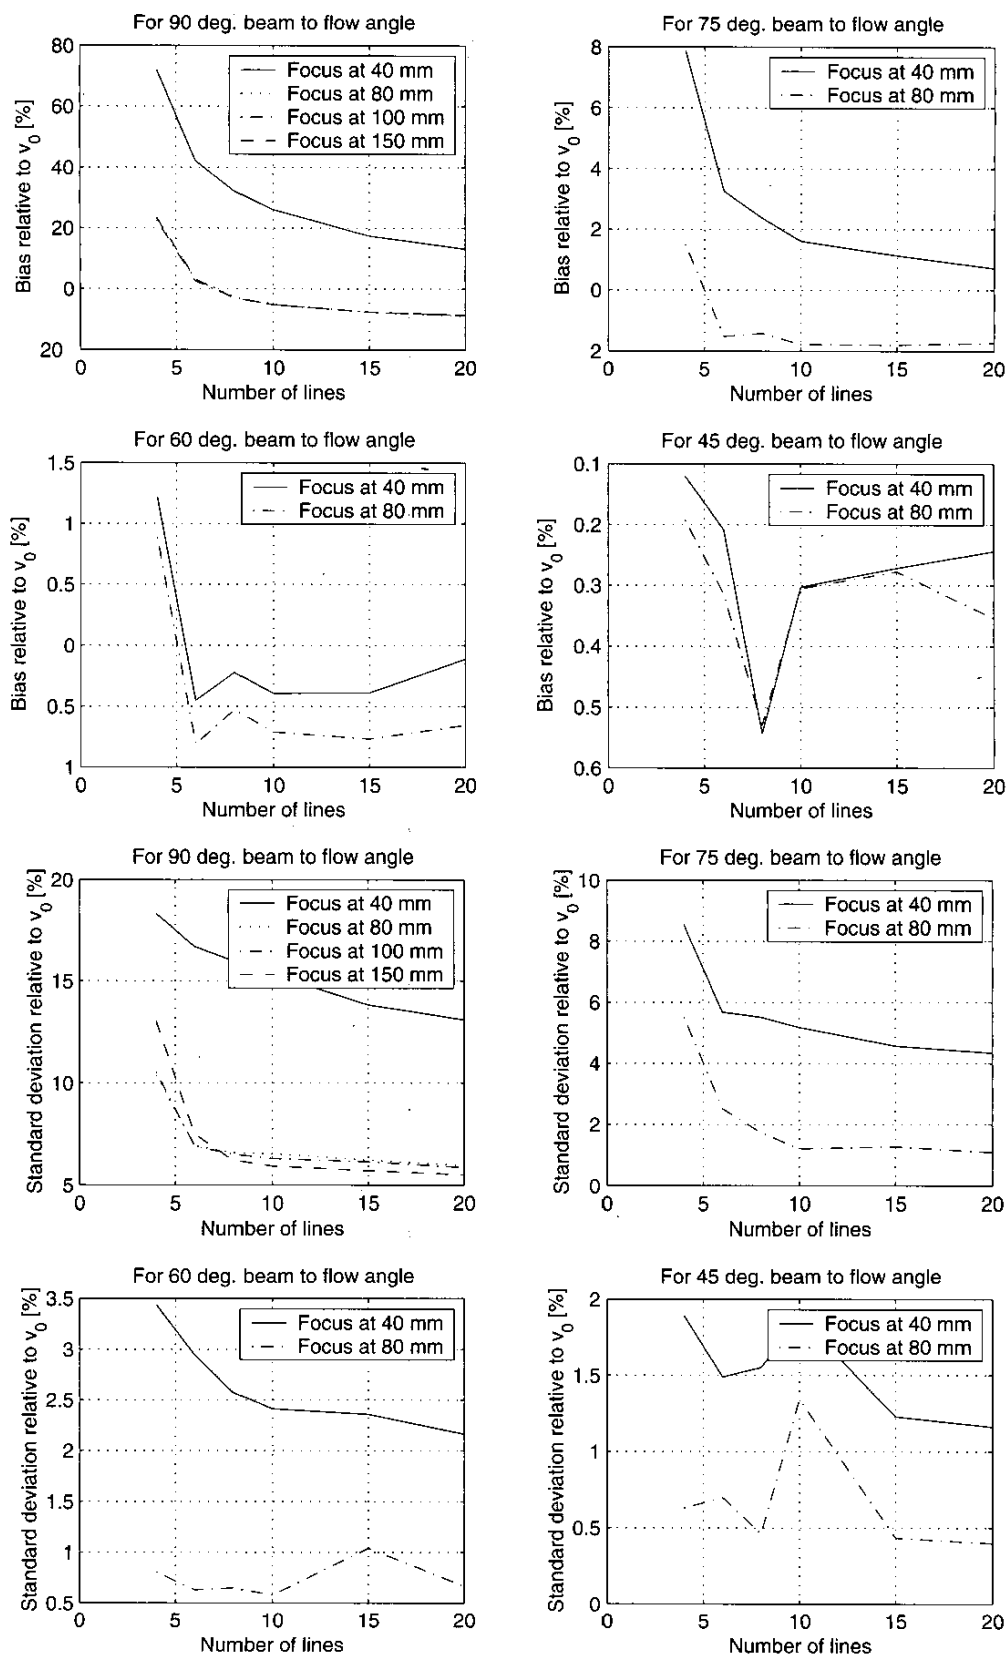 For 90 deg. beam to flow angle
Bias relative to v0 [%]
80
60
40
20
0
20
Focus at 40 mm
Focus at 80 mm
Focus at 100 mm
Focus at 150 mm
0 5 10 15 20
Number of lines
For 75 deg. beam to flow angle
Bias relative to v0 [%]
8
6
4
2
0
2
Focus at 40 mm
Focus at 80 mm
0 5 10 15 20
Number of lines
For 60 deg. beam to flow angle
Bias relative to v0 [%]
1.5
1
0.5
0
0.5
1
Focus at 40 mm
Focus at 80 mm
0 5 10 15 20
Number of lines
For 45 deg. beam to flow angle
Bias relative to v0 [%]
0.1
0.2
0.3
0.4
0.5
0.6
Focus at 40 mm
Focus at 80 mm
0 5 10 15 20
Number of lines
For 90 deg. beam to flow angle
Standard deviation relative to v0 [%]
20
15
10
5
Focus at 40 mm
Focus at 80 mm
Focus at 100 mm
Focus at 150 mm
0 5 10 15 20
Number of lines
For 75 deg. beam to flow angle
Standard deviation relative to v0 [%]
10
8
6
4
2
0
Focus at 40 mm
Focus at 80 mm
0 5 10 15 20
Number of lines
For 60 deg. beam to flow angle
Standard deviation relative to v0 [%]
3.5
3
2.5
2
1.5
1
0.5
Focus at 40 mm
Focus at 80 mm
0 5 10 15 20
Number of lines
For 45 deg. beam to flow angle
Standard deviation relative to v0 [%]
2
1.5
1
0.5
0
Focus at 40 mm
Focus at 80 mm
0 5 10 15 20
Number of lines